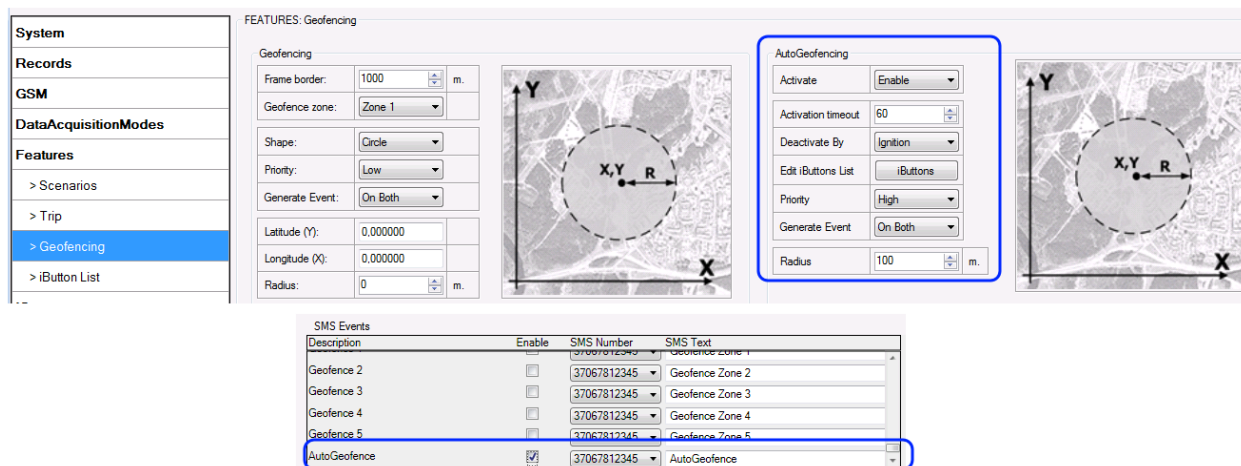 System
Records
GSM
DataAcquisitionModes
Features
> Scenarios
> Trip
> Geofencing
> iButton List
FEATURES: Geofencing
Geofencing
Frame border: 1000 m.
Geofence zone: Zone 1
Shape: Circle
Priority: Low
Generate Event: On Both
Latitude (Y): 0,000000
Longitude (X): 0,000000
Radius: 0 m.
Y
X,Y R
X
AutoGeofencing
Activate Enable
Activation timeout 60
Deactivate By Ignition
Edit iButtons List iButtons
Priority High
Generate Event On Both
Radius 100 m.
Y
X,Y R
X
SMS Events
Description Enable SMS Number SMS Text
37067812345 Geofence Zone 1
Geofence 2 37067812345 Geofence Zone 2
Geofence 3 37067812345 Geofence Zone 3
Geofence 4 37067812345 Geofence Zone 4
Geofence 5 37067812345 Geofence Zone 5
AutoGeofence 37067812345 AutoGeofence